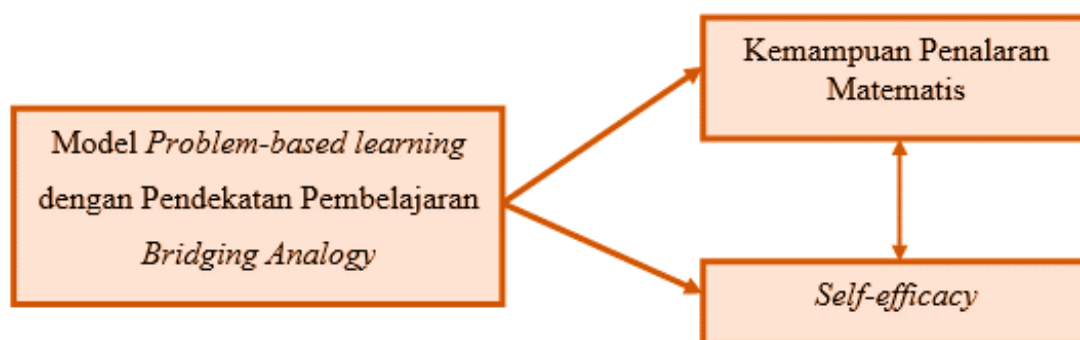 Model Problem-based learning
dengan Pendekatan Pembelajaran
Bridging Analogy
Kemampuan Penalaran
Matematis
Self-efficacy